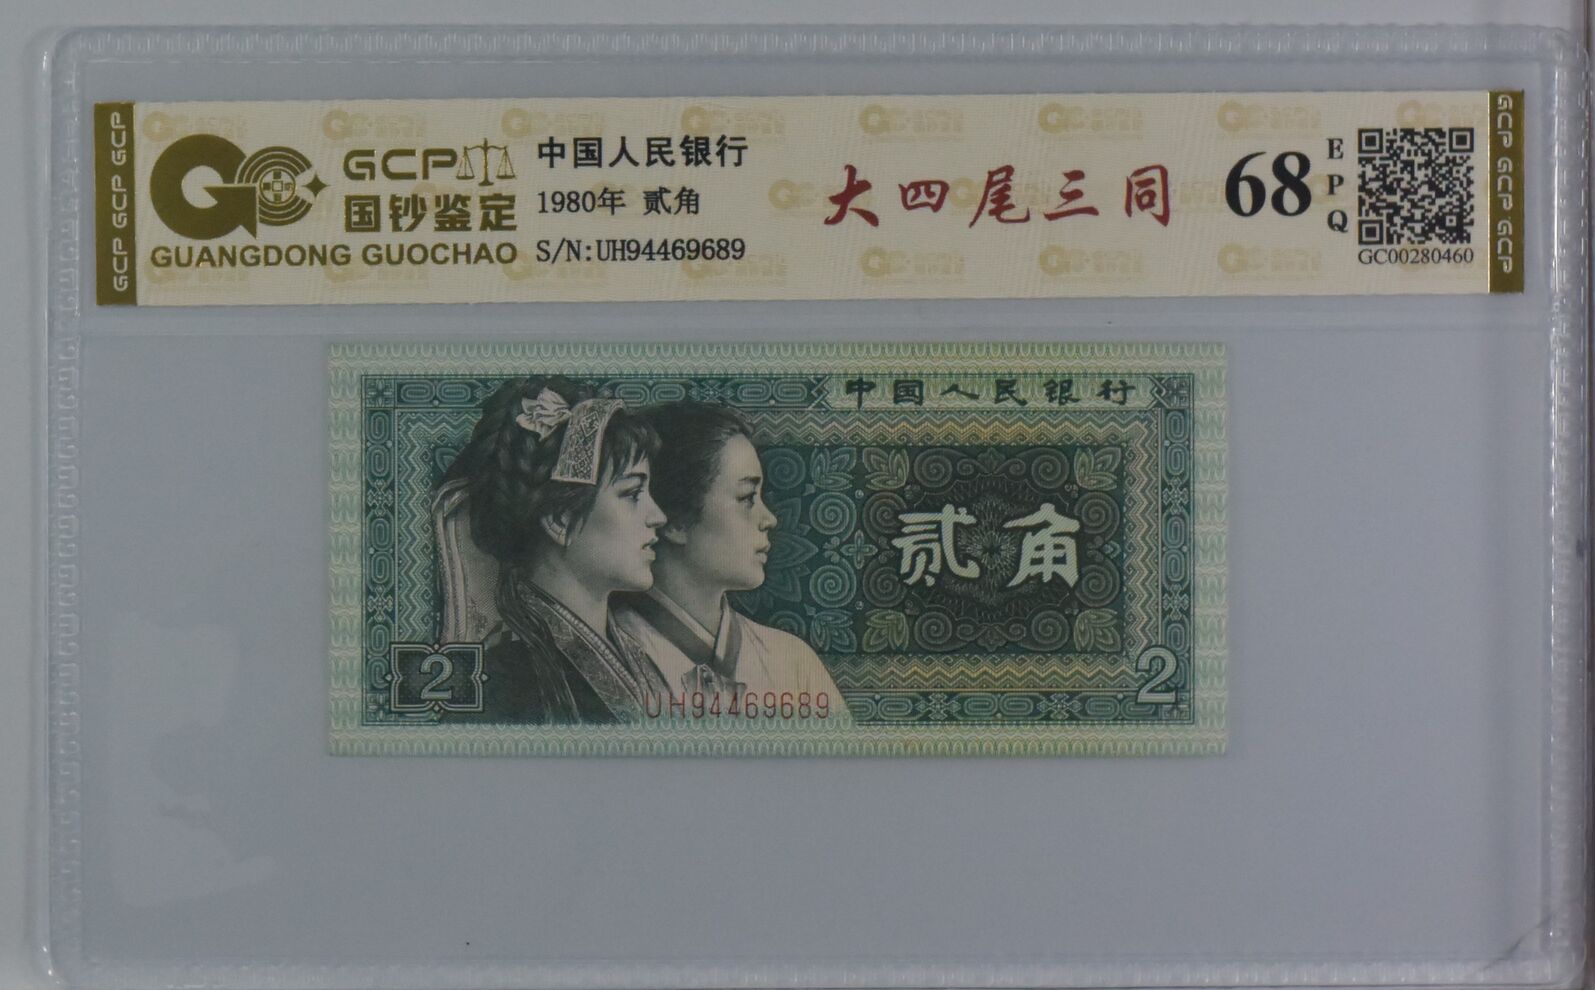 GCP GCP GCP
GCP
国钞鉴定
GUANGDONG GUOCHAO
中国人民银行
1980年 贰角
S/N:UH94469689
大四尾三同
68
EPQ
GC00280460
GCP GCP GCP
中国人民银行
贰角
2
2
UH94469689